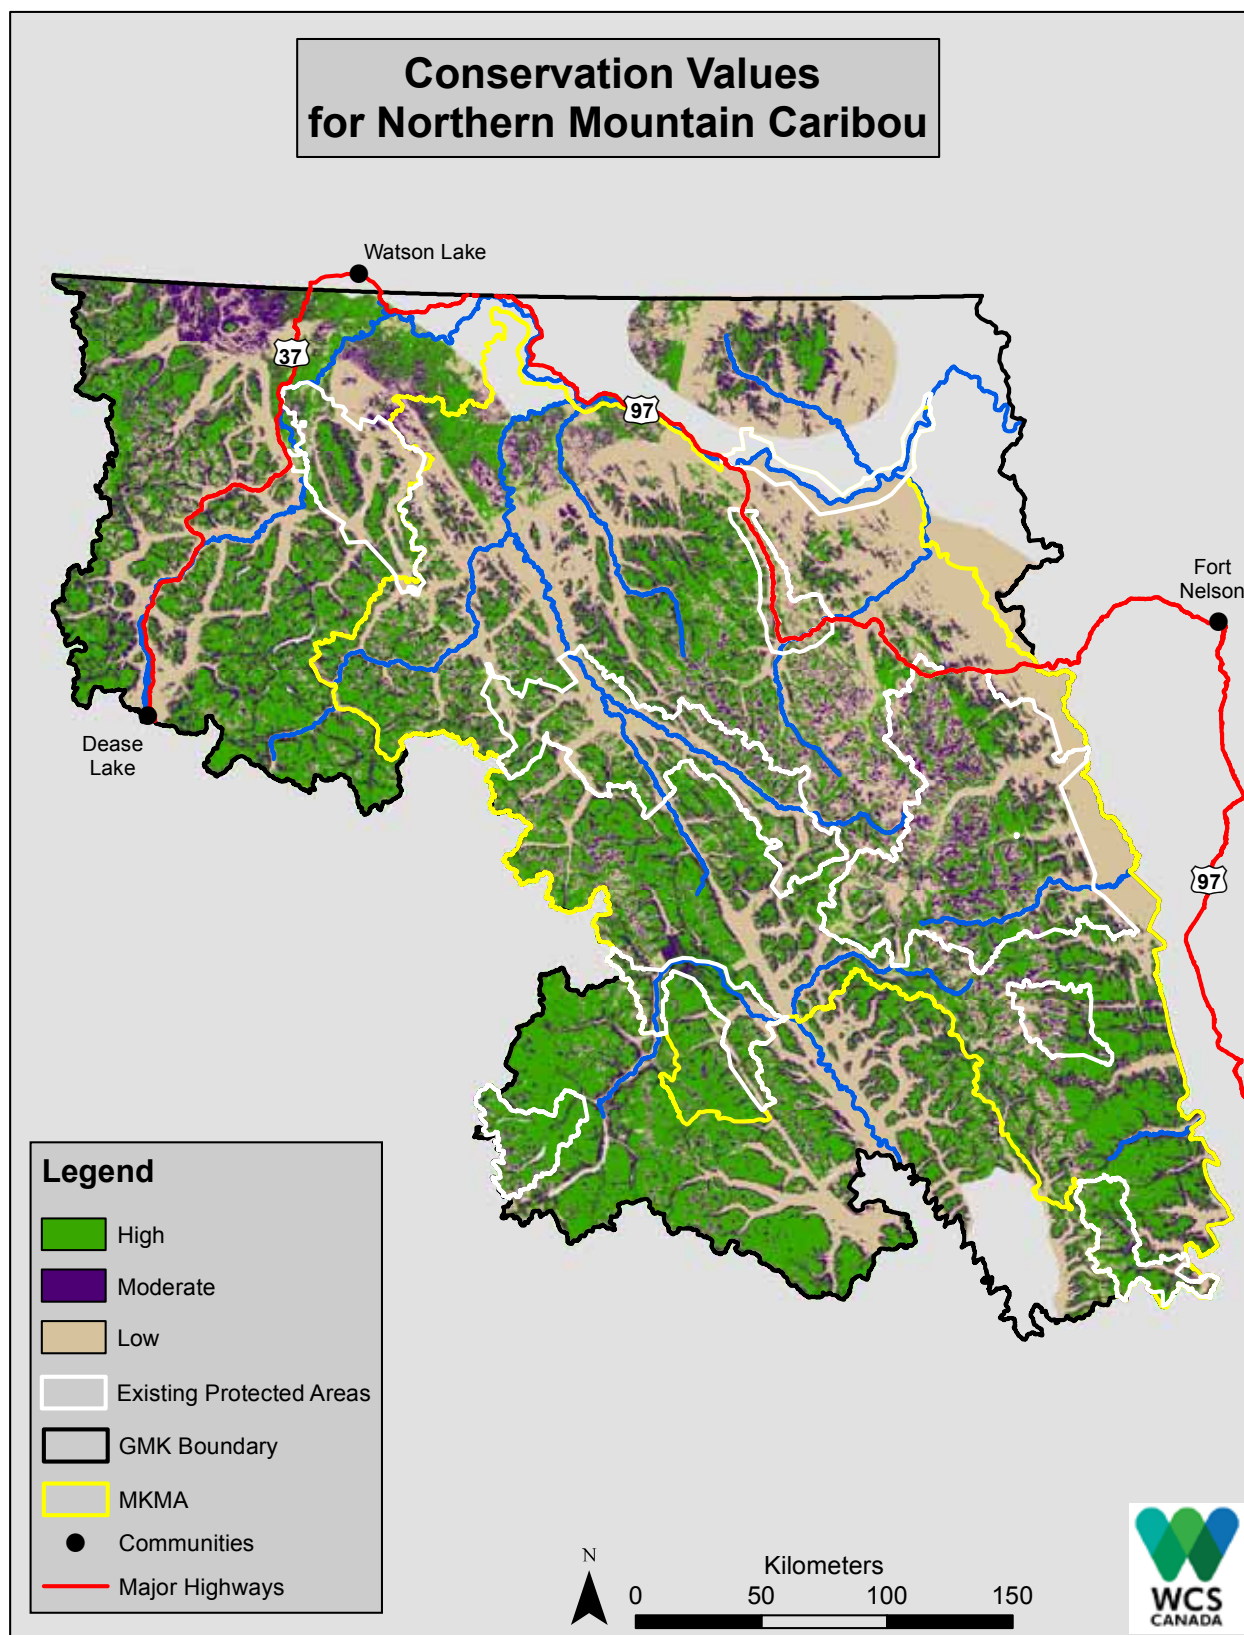 Conservation Values
for Northern Mountain Caribou
Watson Lake
37
97
Fort
Nelson
Dease
Lake
97
Legend
High
Moderate
Low
Existing Protected Areas
GMK Boundary
MKMA
Communities
Major Highways
N
Kilometers
0 50 100 150
WCS
CANADA